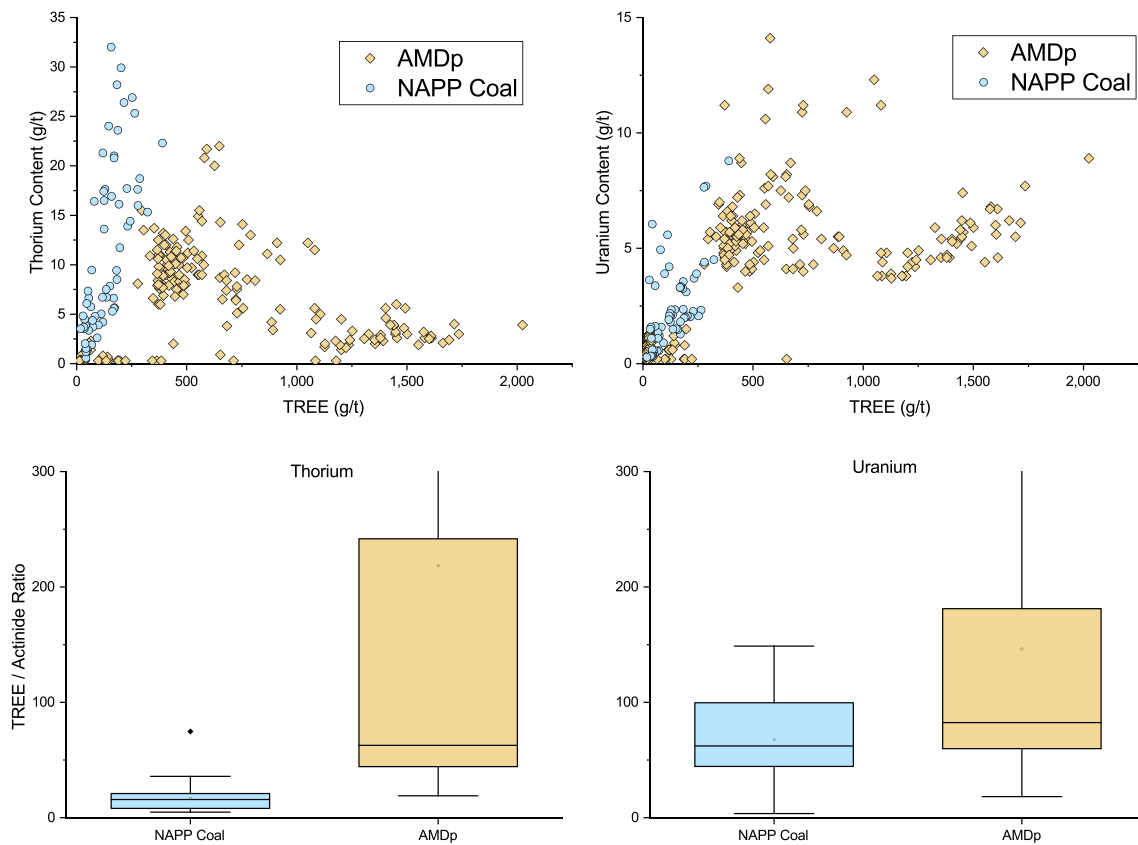 35
30
25
20
15
10
5
0
Thorium Content (g/t)
AMDp
NAPP Coal
0
500
1,000
1,500
2,000
TREE (g/t)
15
10
5
0
Uranium Content (g/t)
AMDp
NAPP Coal
0
500
1,000
1,500
2,000
TREE (g/t)
Thorium
300
200
100
0
TREE / Actinide Ratio
NAPP Coal
AMDp
Uranium
300
200
100
0
NAPP Coal
AMDp